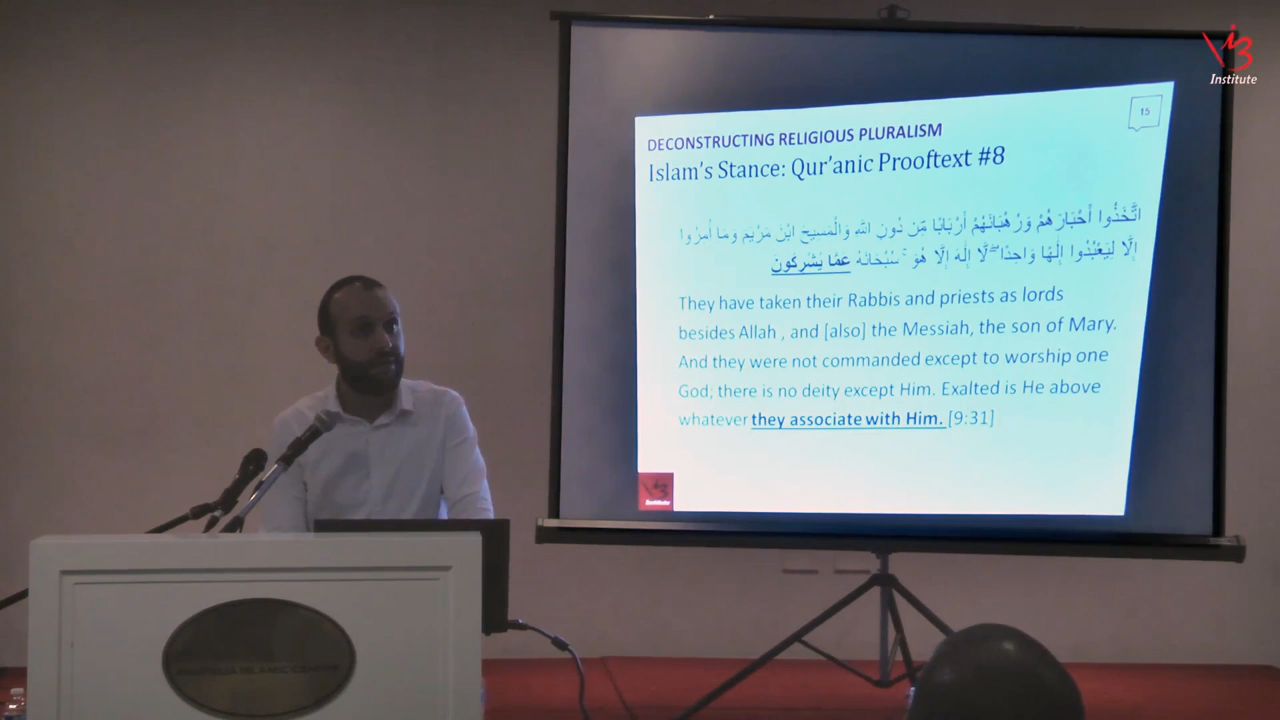 i3
Institute
15
DECONSTRUCTING RELIGIOUS PLURALISM
Islam's Stance: Qur'anic Prooftext #8
اتَّخَذُوا أَحْبَارَهُمْ وَرُهْبَانَهُمْ أَرْبَابًا مِّن دُونِ اللَّهِ وَالْمَسِيحَ ابْنَ مَرْيَمَ وَمَا أُمِرُوا
إِلَّا لِيَعْبُدُوا إِلَٰهًا وَاحِدًا ۖ لَّا إِلَٰهَ إِلَّا هُوَ ۚ سُبْحَانَهُ عَمَّا يُشْرِكُونَ
They have taken their Rabbis and priests as lords
besides Allah , and [also] the Messiah, the son of Mary.
And they were not commanded except to worship one
God; there is no deity except Him. Exalted is He above
whatever they associate with Him. [9:31]
ISLAMIC